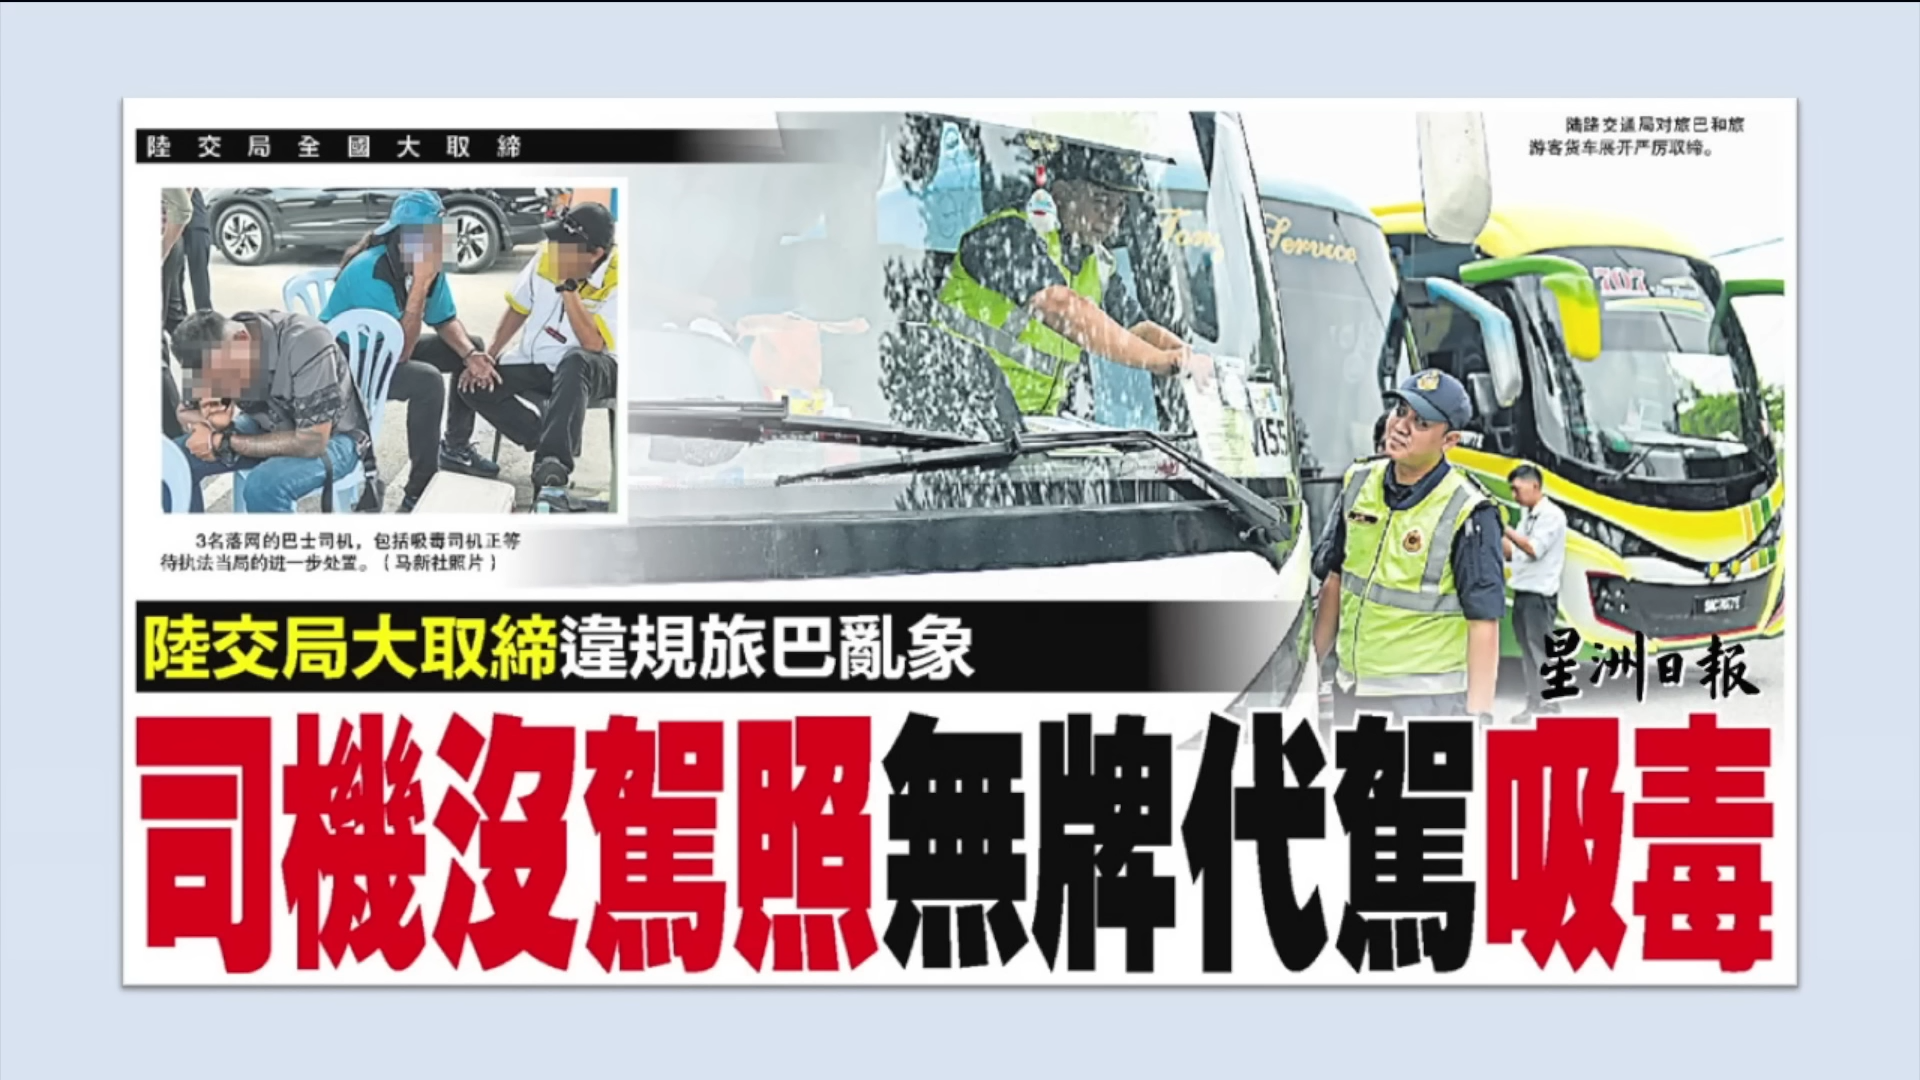 陸交局全國大取締
陆路交通局对旅巴和旅
游客货车展开严厉取缔。
Tong Service
707
3名落网的巴士司机，包括吸毒司机正等
待执法当局的进一步处置。（马新社照片）
陸交局大取締違規旅巴亂象
星洲日報
司機沒駕照無牌代駕吸毒